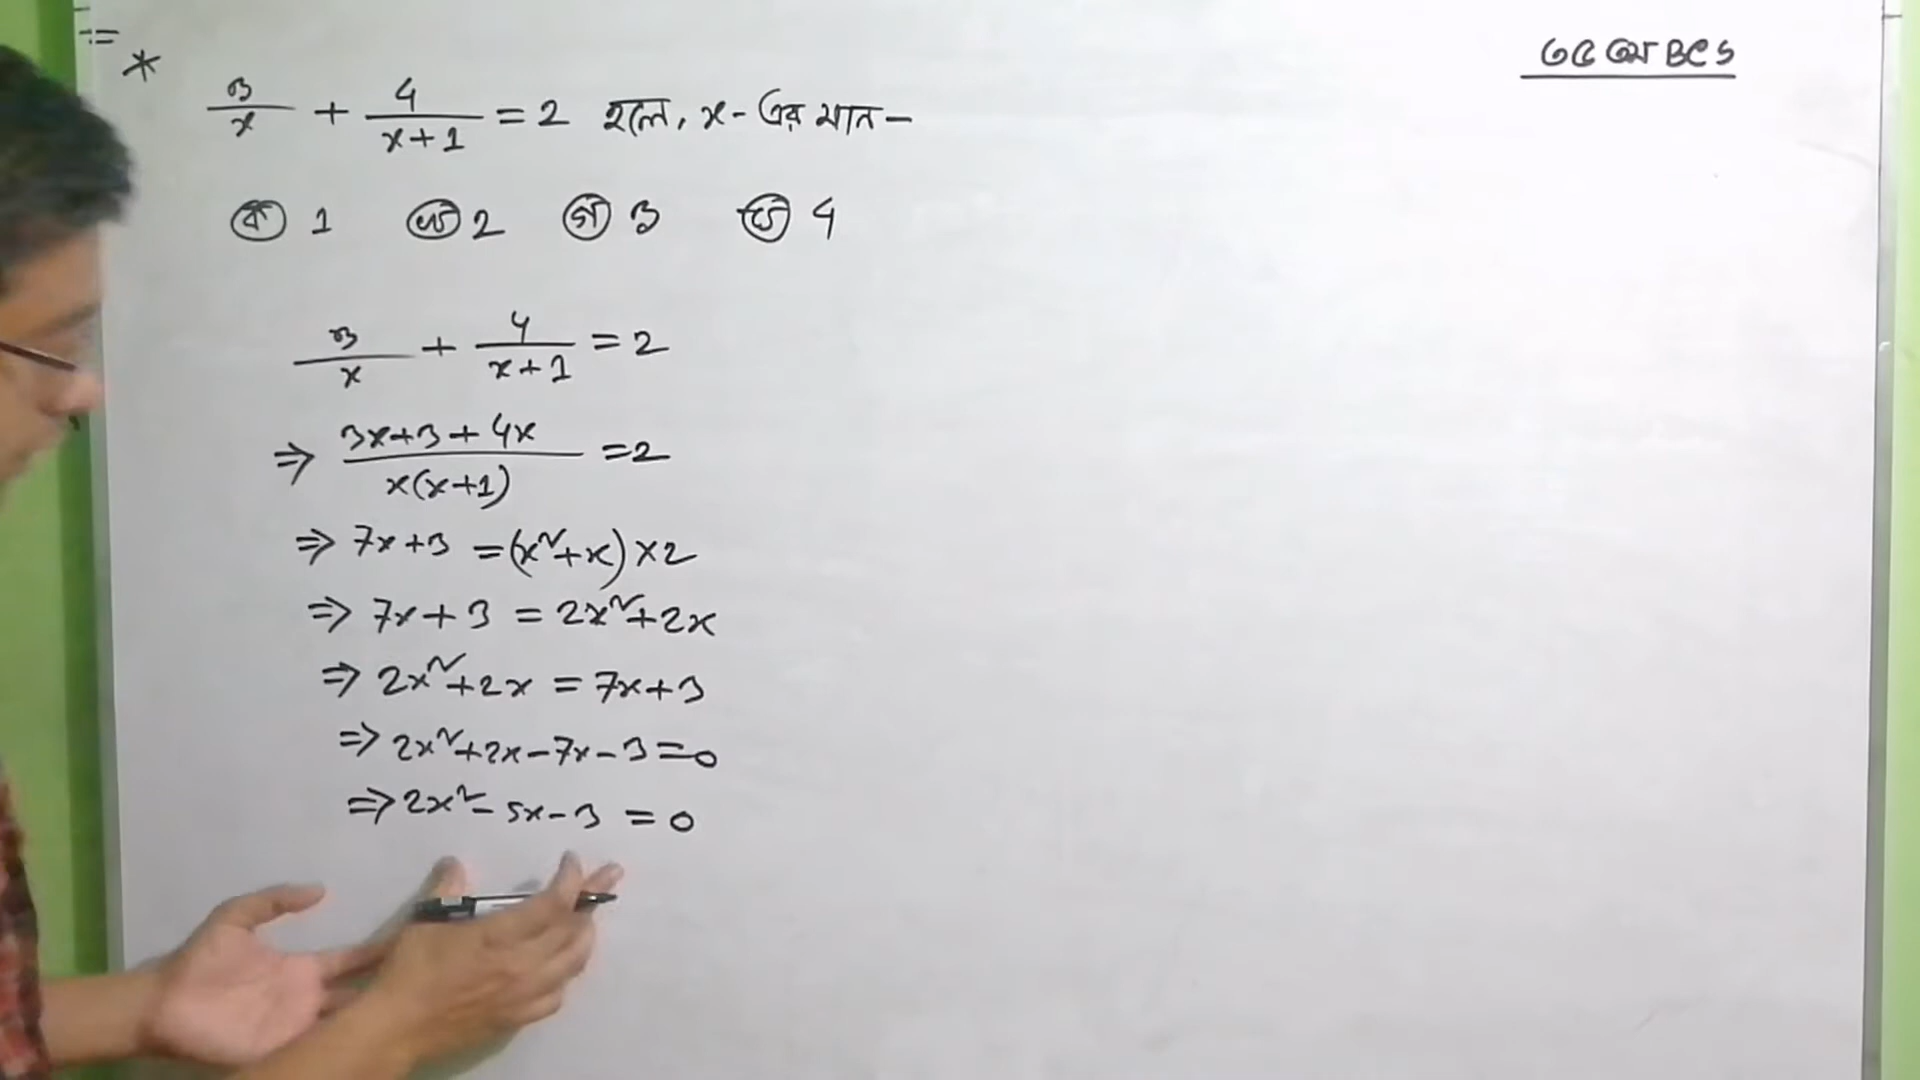 ৩৫ তম BCS
* 3/x + 4/(x+1) = 2 হলে, x-এর মান-
ক 1 খ 2 গ 3 ঘ 4
3/x + 4/(x+1) = 2
⇒ (3x+3+4x)/(x(x+1)) = 2
⇒ 7x+3 = (x²+x)×2
⇒ 7x+3 = 2x²+2x
⇒ 2x²+2x = 7x+3
⇒ 2x²+2x-7x-3=0
⇒ 2x²-5x-3 = 0